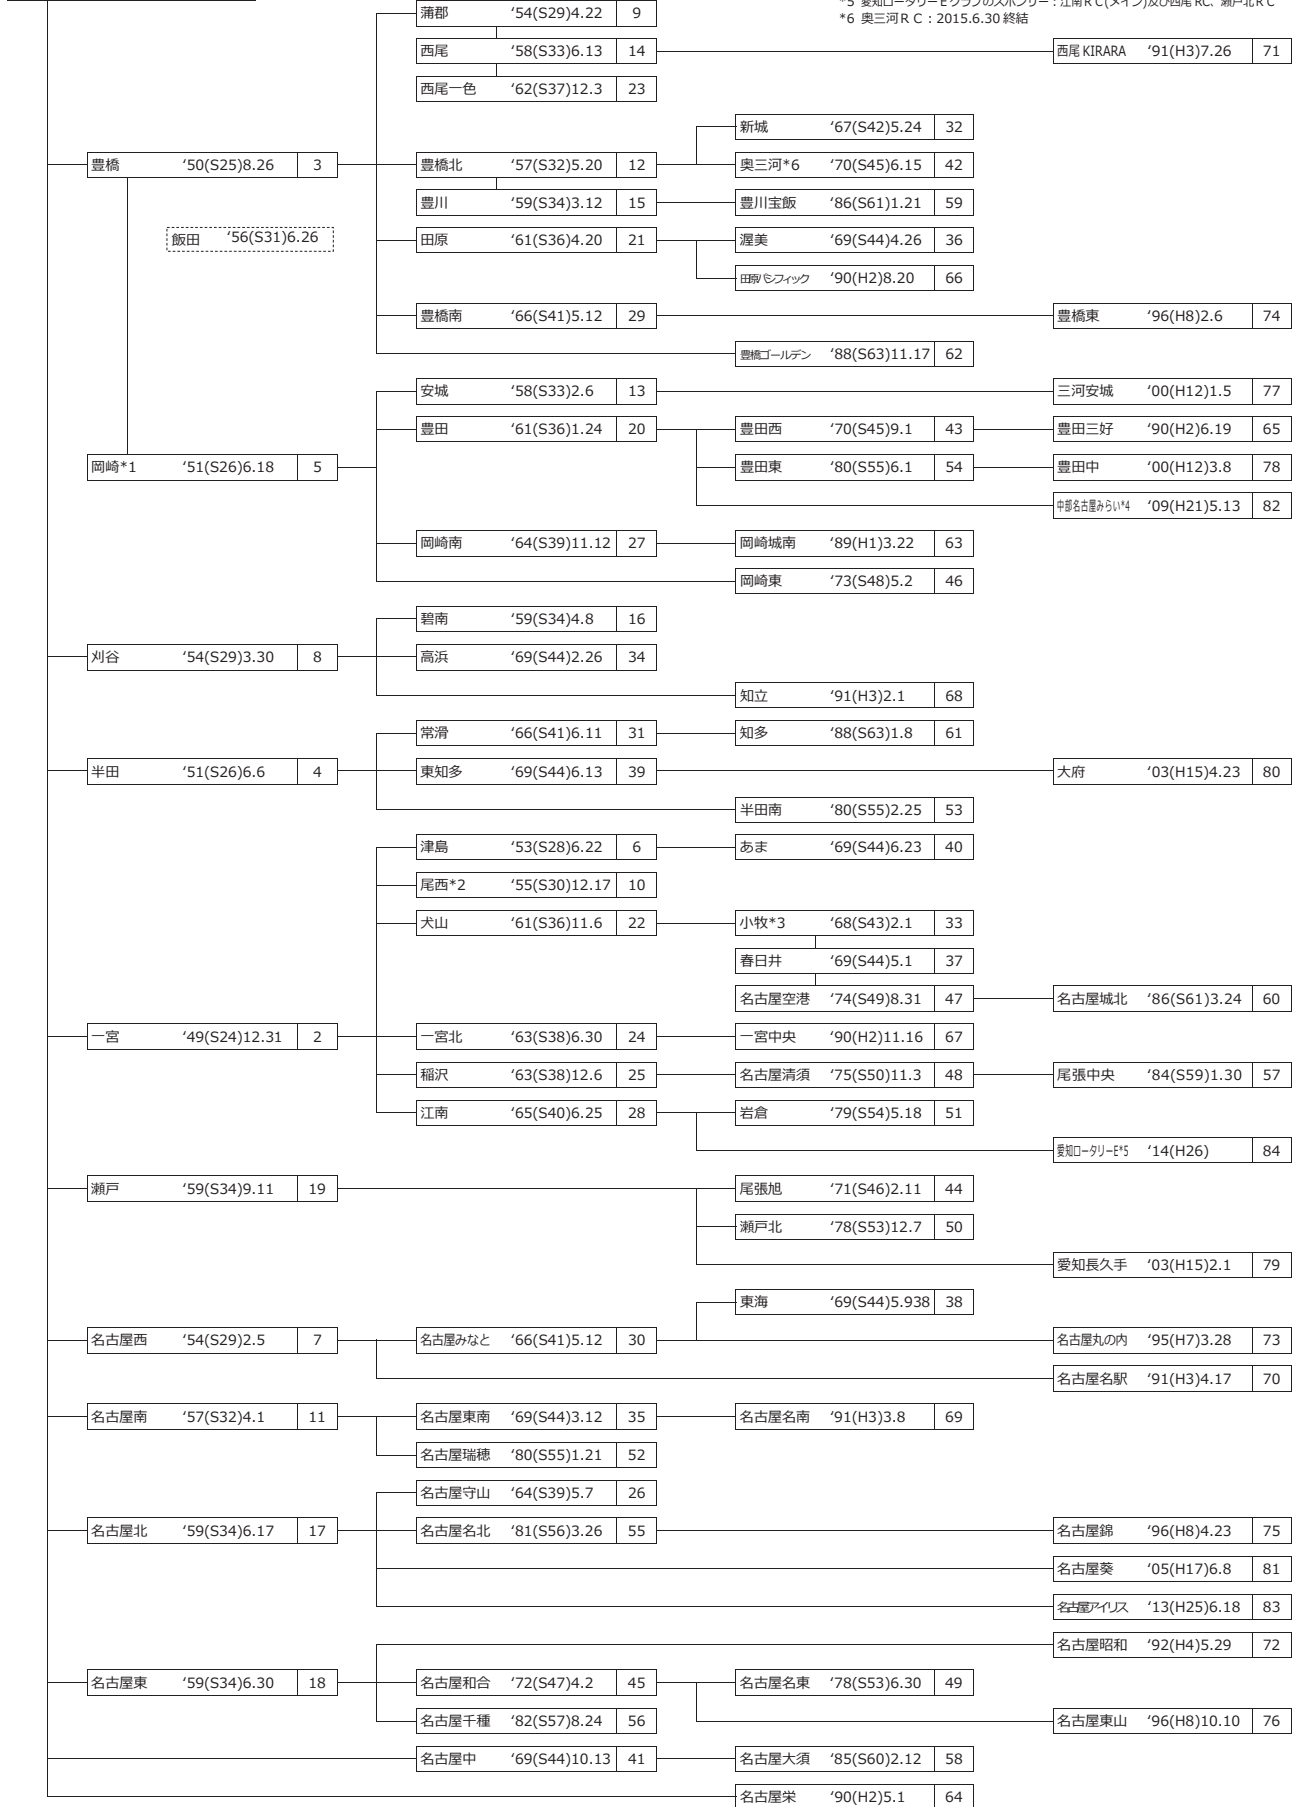 *5 愛知ロータリーEクラブのスポンサー：江南ＲＣ(メイン)及び西尾RC、瀬戸北ＲＣ
蒲郡 ‘54(S29)4.22 9
*6 奥三河ＲＣ：2015.6.30 終結
西尾 ‘58(S33)6.13 14 西尾 KIRARA ‘91(H3)7.26 71
西尾一色 ‘62(S37)12.3 23
新城 ‘67(S42)5.24 32
豊橋 ‘50(S25)8.26 3 豊橋北 ‘57(S32)5.20 12 奥三河*6 ‘70(S45)6.15 42
豊川 ‘59(S34)3.12 15 豊川宝飯 ‘86(S61)1.21 59
飯田 ‘56(S31)6.26 田原 ‘61(S36)4.20 21 渥美 ‘69(S44)4.26 36
田原パシフィック ‘90(H2)8.20 66
豊橋南 ‘66(S41)5.12 29 豊橋東 ‘96(H8)2.6 74
豊橋ゴールデン ‘88(S63)11.17 62
安城 ‘58(S33)2.6 13 三河安城 ‘00(H12)1.5 77
豊田 ‘61(S36)1.24 20 豊田西 ‘70(S45)9.1 43 豊田三好 ‘90(H2)6.19 65
岡崎*1 ‘51(S26)6.18 5 豊田東 ‘80(S55)6.1 54 豊田中 ‘00(H12)3.8 78
中部名古屋みらい*4 ‘09(H21)5.13 82
岡崎南 ‘64(S39)11.12 27 岡崎城南 ‘89(H1)3.22 63
岡崎東 ‘73(S48)5.2 46
碧南 ‘59(S34)4.8 16
刈谷 ‘54(S29)3.30 8 高浜 ‘69(S44)2.26 34
知立 ‘91(H3)2.1 68
常滑 ‘66(S41)6.11 31 知多 ‘88(S63)1.8 61
半田 ‘51(S26)6.6 4 東知多 ‘69(S44)6.13 39 大府 ‘03(H15)4.23 80
半田南 ‘80(S55)2.25 53
津島 ‘53(S28)6.22 6 あま ‘69(S44)6.23 40
尾西*2 ‘55(S30)12.17 10
犬山 ‘61(S36)11.6 22 小牧*3 ‘68(S43)2.1 33
春日井 ‘69(S44)5.1 37
名古屋空港 ‘74(S49)8.31 47 名古屋城北 ‘86(S61)3.24 60
一宮 ‘49(S24)12.31 2 一宮北 ‘63(S38)6.30 24 一宮中央 ‘90(H2)11.16 67
稲沢 ‘63(S38)12.6 25 名古屋清須 ‘75(S50)11.3 48 尾張中央 ‘84(S59)1.30 57
江南 ‘65(S40)6.25 28 岩倉 ‘79(S54)5.18 51
愛知ロータリーE*5 ‘14(H26) 84
瀬戸 ‘59(S34)9.11 19 尾張旭 ‘71(S46)2.11 44
瀬戸北 ‘78(S53)12.7 50
愛知長久手 ‘03(H15)2.1 79
東海 ‘69(S44)5.938 38
名古屋西 ‘54(S29)2.5 7 名古屋みなと ‘66(S41)5.12 30 名古屋丸の内 ‘95(H7)3.28 73
名古屋名駅 ‘91(H3)4.17 70
名古屋南 ‘57(S32)4.1 11 名古屋東南 ‘69(S44)3.12 35 名古屋名南 ‘91(H3)3.8 69
名古屋瑞穂 ‘80(S55)1.21 52
名古屋守山 ‘64(S39)5.7 26
名古屋北 ‘59(S34)6.17 17 名古屋名北 ‘81(S56)3.26 55 名古屋錦 ‘96(H8)4.23 75
名古屋葵 ‘05(H17)6.8 81
名古屋アイリス ‘13(H25)6.18 83
名古屋昭和 ‘92(H4)5.29 72
名古屋東 ‘59(S34)6.30 18 名古屋和合 ‘72(S47)4.2 45 名古屋名東 ‘78(S53)6.30 49
名古屋千種 ‘82(S57)8.24 56 名古屋東山 ‘96(H8)10.10 76
名古屋中 ‘69(S44)10.13 41 名古屋大須 ‘85(S60)2.12 58
名古屋栄 ‘90(H2)5.1 64